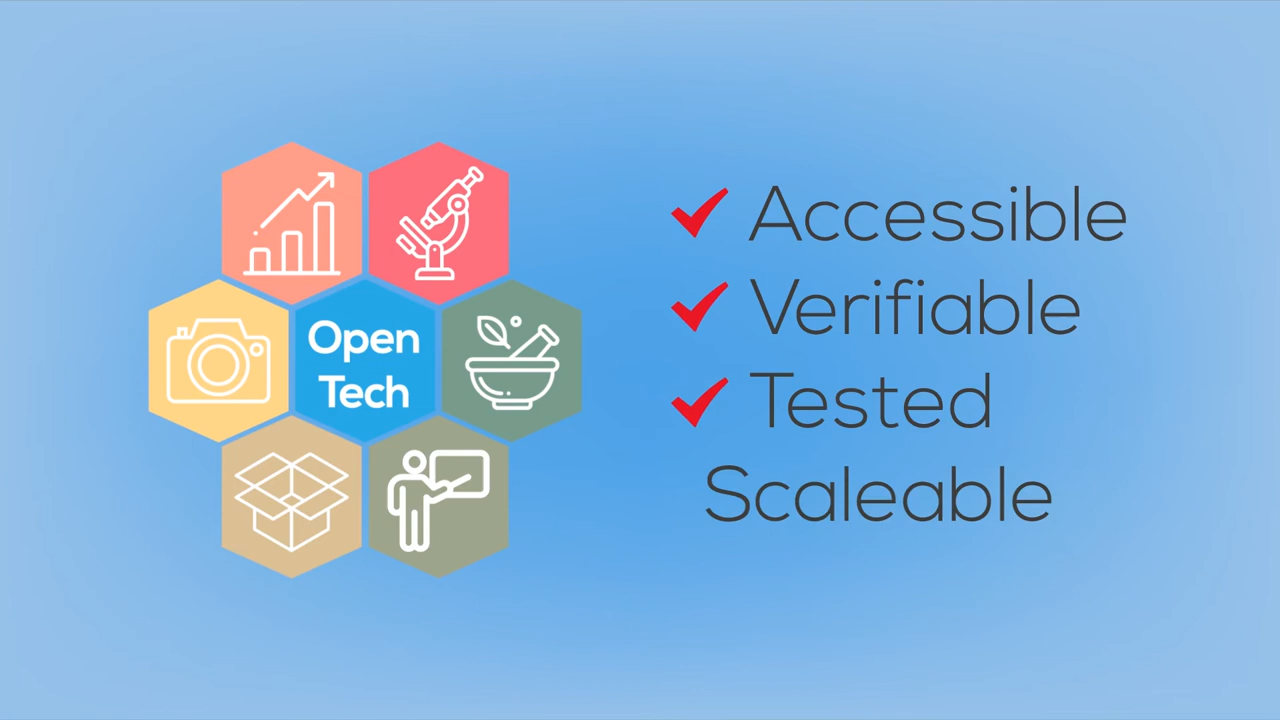 Open
Tech
Accessible
Verifiable
Tested
Scaleable